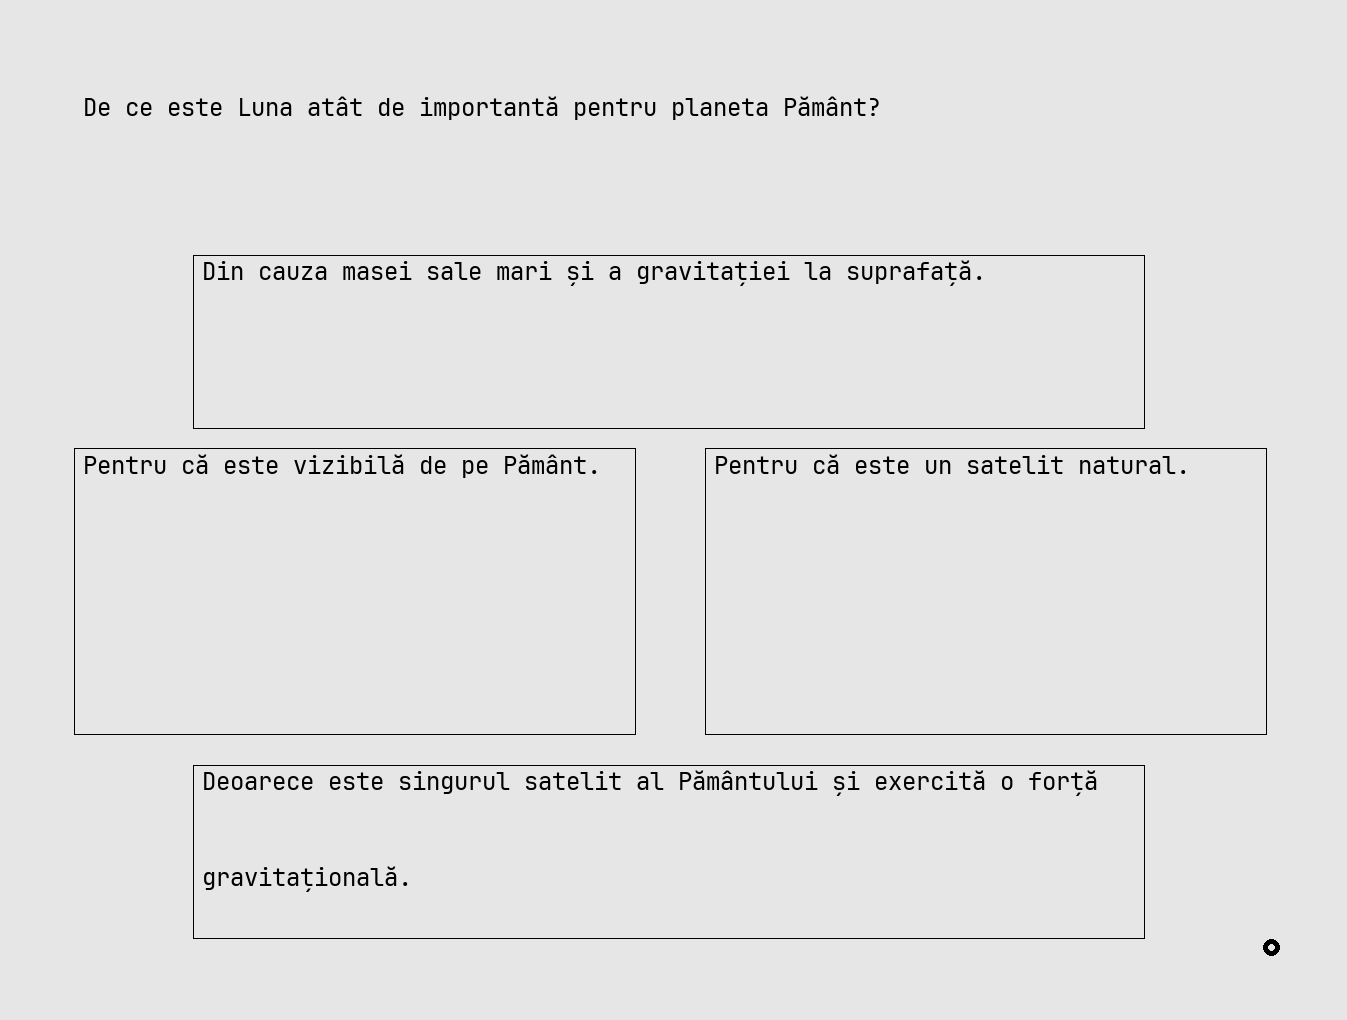 De ce este Luna atât de importantă pentru planeta Pământ?
Din cauza masei sale mari și a gravitației la suprafață.
Pentru că este vizibilă de pe Pământ.
Pentru că este un satelit natural.
Deoarece este singurul satelit al Pământului și exercită o forță
gravitațională.